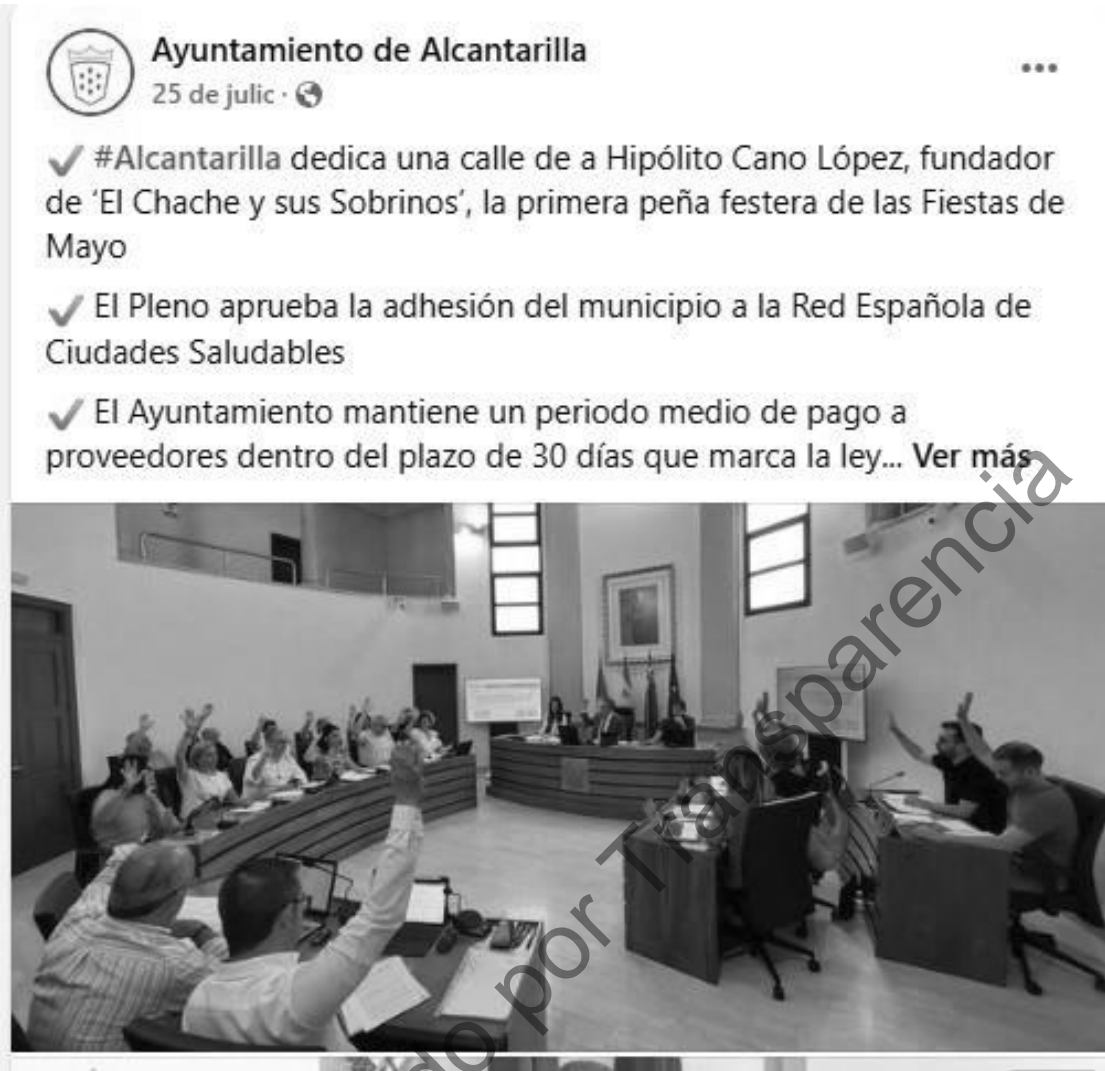 Ayuntamiento de Alcantarilla
25 de julic ·
#Alcantarilla dedica una calle de a Hipólito Cano López, fundador
de ‘El Chache y sus Sobrinos’, la primera peña festera de las Fiestas de
Mayo
El Pleno aprueba la adhesión del municipio a la Red Española de
Ciudades Saludables
El Ayuntamiento mantiene un periodo medio de pago a
proveedores dentro del plazo de 30 días que marca la ley... Ver más
por Transparencia